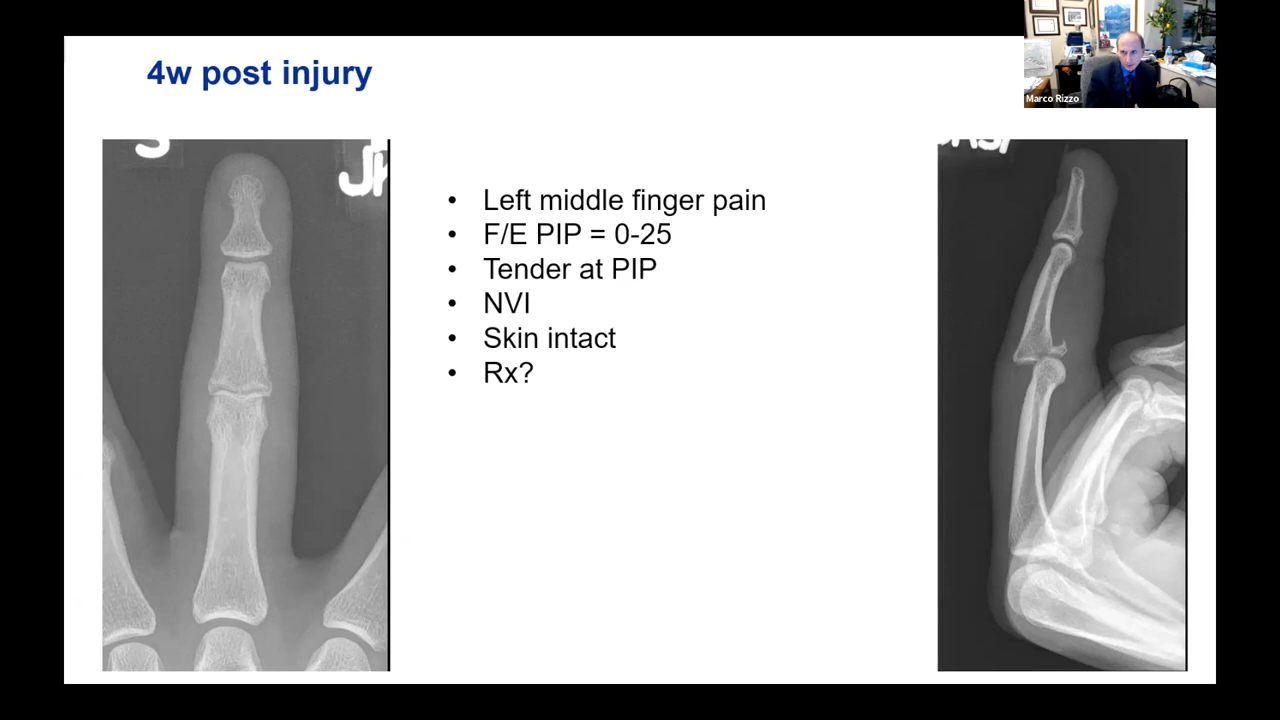 4w post injury
Marco Rizzo
S
• Left middle finger pain
• F/E PIP = 0-25
• Tender at PIP
• NVI
• Skin intact
• Rx?